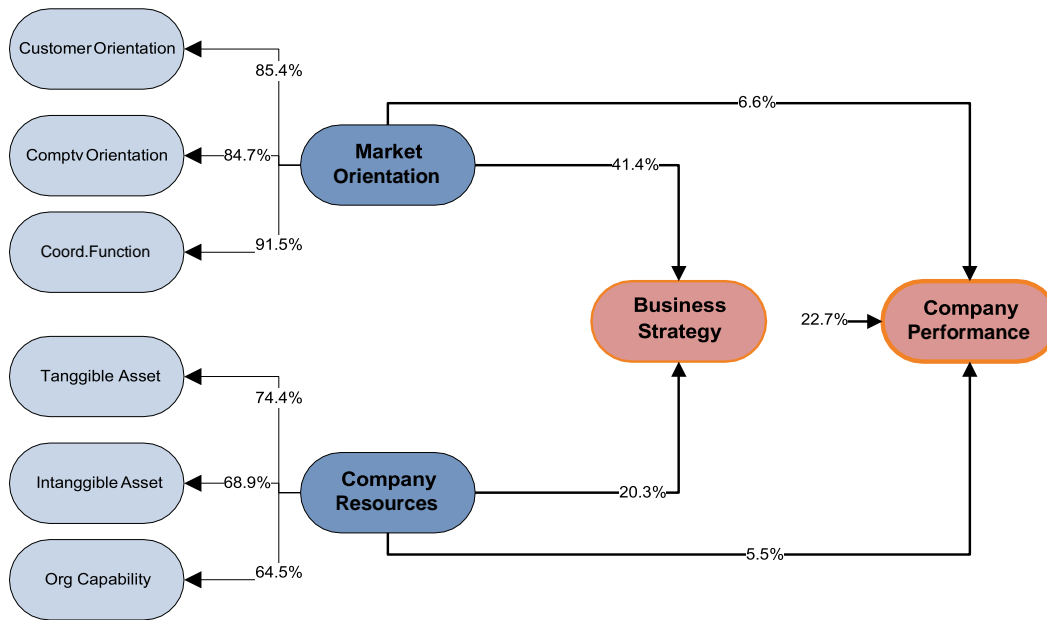 Customer Orientation
85.4%
6.6%
Comptv Orientation
84.7%
Market
Orientation
41.4%
Coord.Function
91.5%
Business
Strategy
22.7%
Company
Performance
Tanggible Asset
74.4%
Intanggible Asset
68.9%
Company
Resources
20.3%
5.5%
Org Capability
64.5%